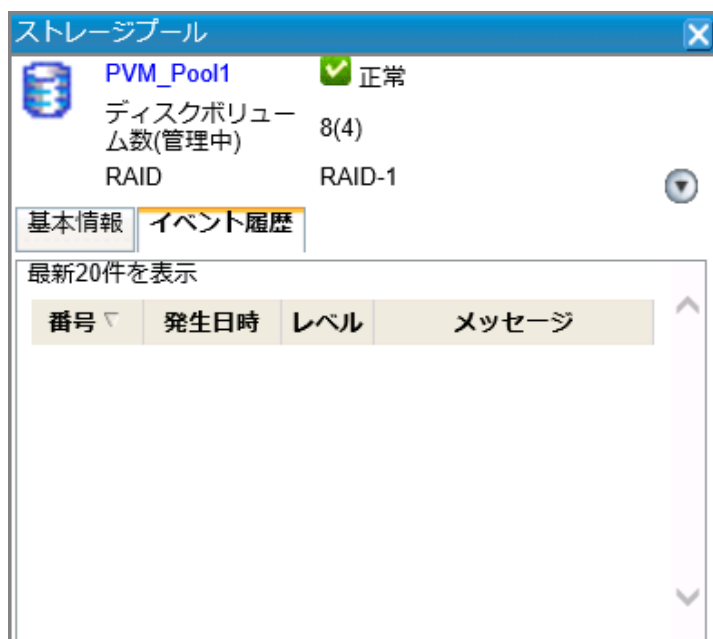 ストレージプール
PVM_Pool1 正常
ディスクボリュー
ム数(管理中) 8(4)
RAID RAID-1
基本情報 イベント履歴
最新20件を表示
番号 発生日時 レベル メッセージ